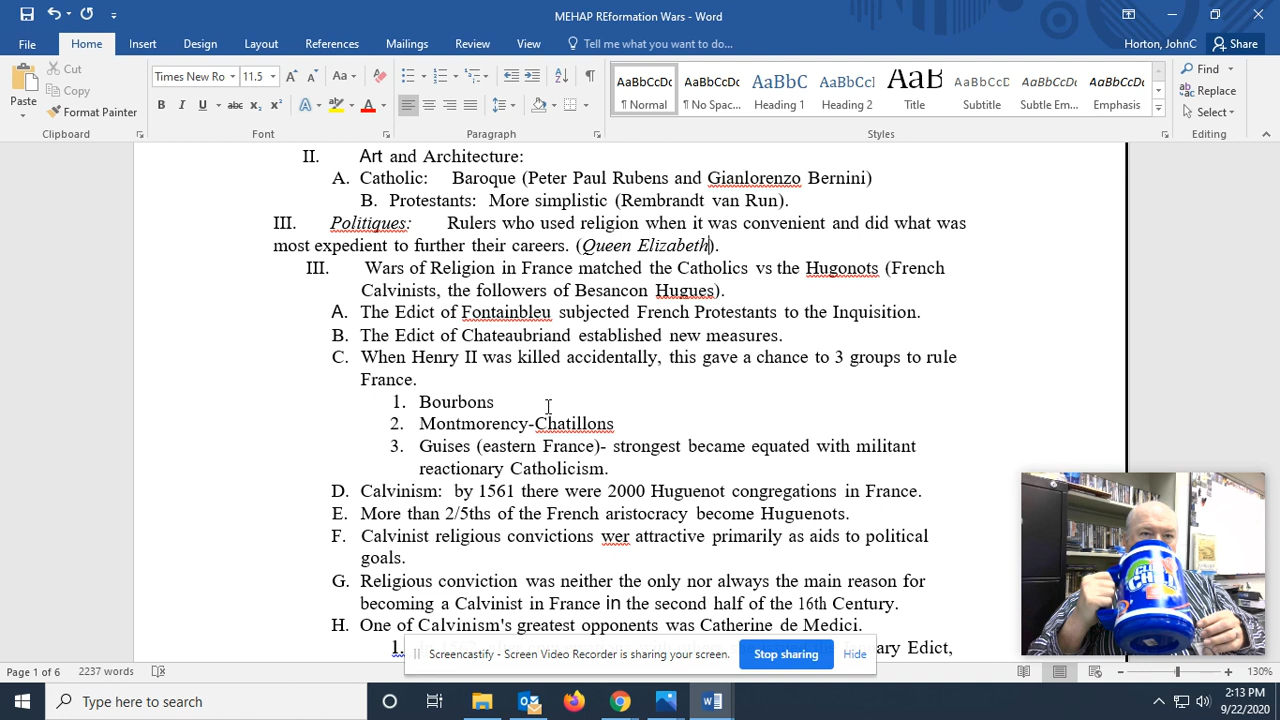 MEHAP REformation Wars - Word
File Home Insert Design Layout References Mailings Review View Tell me what you want to do... Horton, JohnC Share
Paste Cut Copy Format Painter
Times New Ro 11.5
AaBbCcDc AaBbCcDc AaBbC AaBbCcC AaB AaBbCcD AaBbCcDc AaBbCcDc
¶ Normal ¶ No Spac... Heading 1 Heading 2 Title Subtitle Subtle Em... Emphasis
Find Replace Select
Clipboard Font Paragraph Styles Editing
II. Art and Architecture:
A. Catholic: Baroque (Peter Paul Rubens and Gianlorenzo Bernini)
B. Protestants: More simplistic (Rembrandt van Run).
III. Politiques: Rulers who used religion when it was convenient and did what was
most expedient to further their careers. (Queen Elizabeth).
III. Wars of Religion in France matched the Catholics vs the Hugonots (French
Calvinists, the followers of Besancon Hugues).
A. The Edict of Fontainbleu subjected French Protestants to the Inquisition.
B. The Edict of Chateaubriand established new measures.
C. When Henry II was killed accidentally, this gave a chance to 3 groups to rule
France.
1. Bourbons
2. Montmorency-Chatillons
3. Guises (eastern France)- strongest became equated with militant
reactionary Catholicism.
D. Calvinism: by 1561 there were 2000 Huguenot congregations in France.
E. More than 2/5ths of the French aristocracy become Huguenots.
F. Calvinist religious convictions wer attractive primarily as aids to political
goals.
G. Religious conviction was neither the only nor always the main reason for
becoming a Calvinist in France in the second half of the 16th Century.
H. One of Calvinism's greatest opponents was Catherine de Medici.
1. ary Edict,
Screencastify - Screen Video Recorder is sharing your screen. Stop sharing Hide
Page 1 of 6 2237 words 130%
Type here to search
2:13 PM
9/22/2020